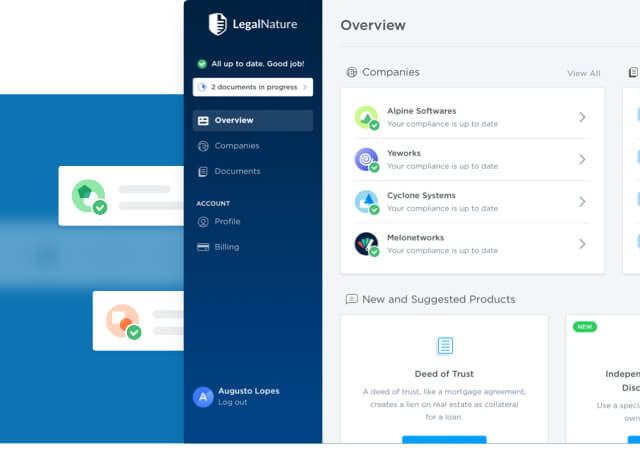 LegalNature
All up to date. Good job!
2 documents in progress
Overview
Companies
Documents
ACCOUNT
Profile
Billing
A
Augusto Lopes
Log out
Overview
Companies
View All
Alpine Softwares
Your compliance is up to date
Yeworks
Your compliance is up to date
Cyclone Systems
Your compliance is up to date
Melonetworks
Your compliance is up to date
New and Suggested Products
Deed of Trust
A deed of trust, like a mortgage agreement,
creates a lien on real estate as collateral
for a loan.
NEW
Indepen
Disc
Use a speci
own